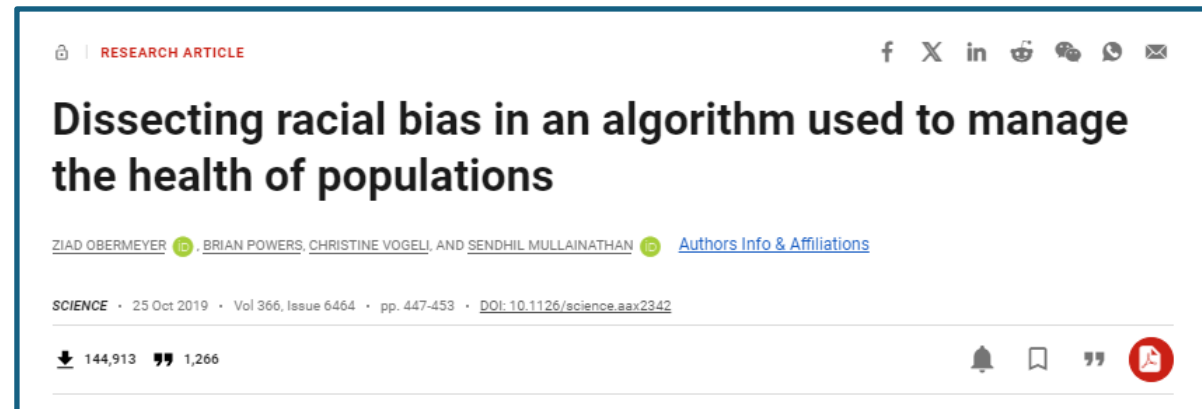 RESEARCH ARTICLE
Dissecting racial bias in an algorithm used to manage
the health of populations
ZIAD OBERMEYER iD , BRIAN POWERS, CHRISTINE VOGELI, AND SENDHIL MULLAINATHAN iD Authors Info & Affiliations
SCIENCE · 25 Oct 2019 · Vol 366, Issue 6464 · pp. 447-453 · DOI: 10.1126/science.aax2342
144,913 1,266